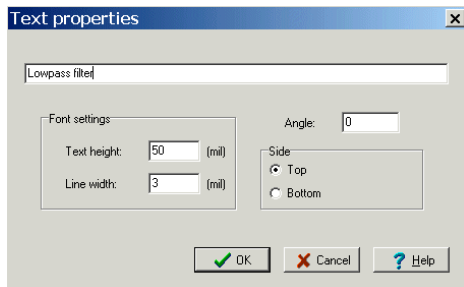 Text properties
Lowpass filter
Font settings
Text height: 50 (mil)
Line width: 3 (mil)
Angle: 0
Side
Top
Bottom
OK Cancel Help